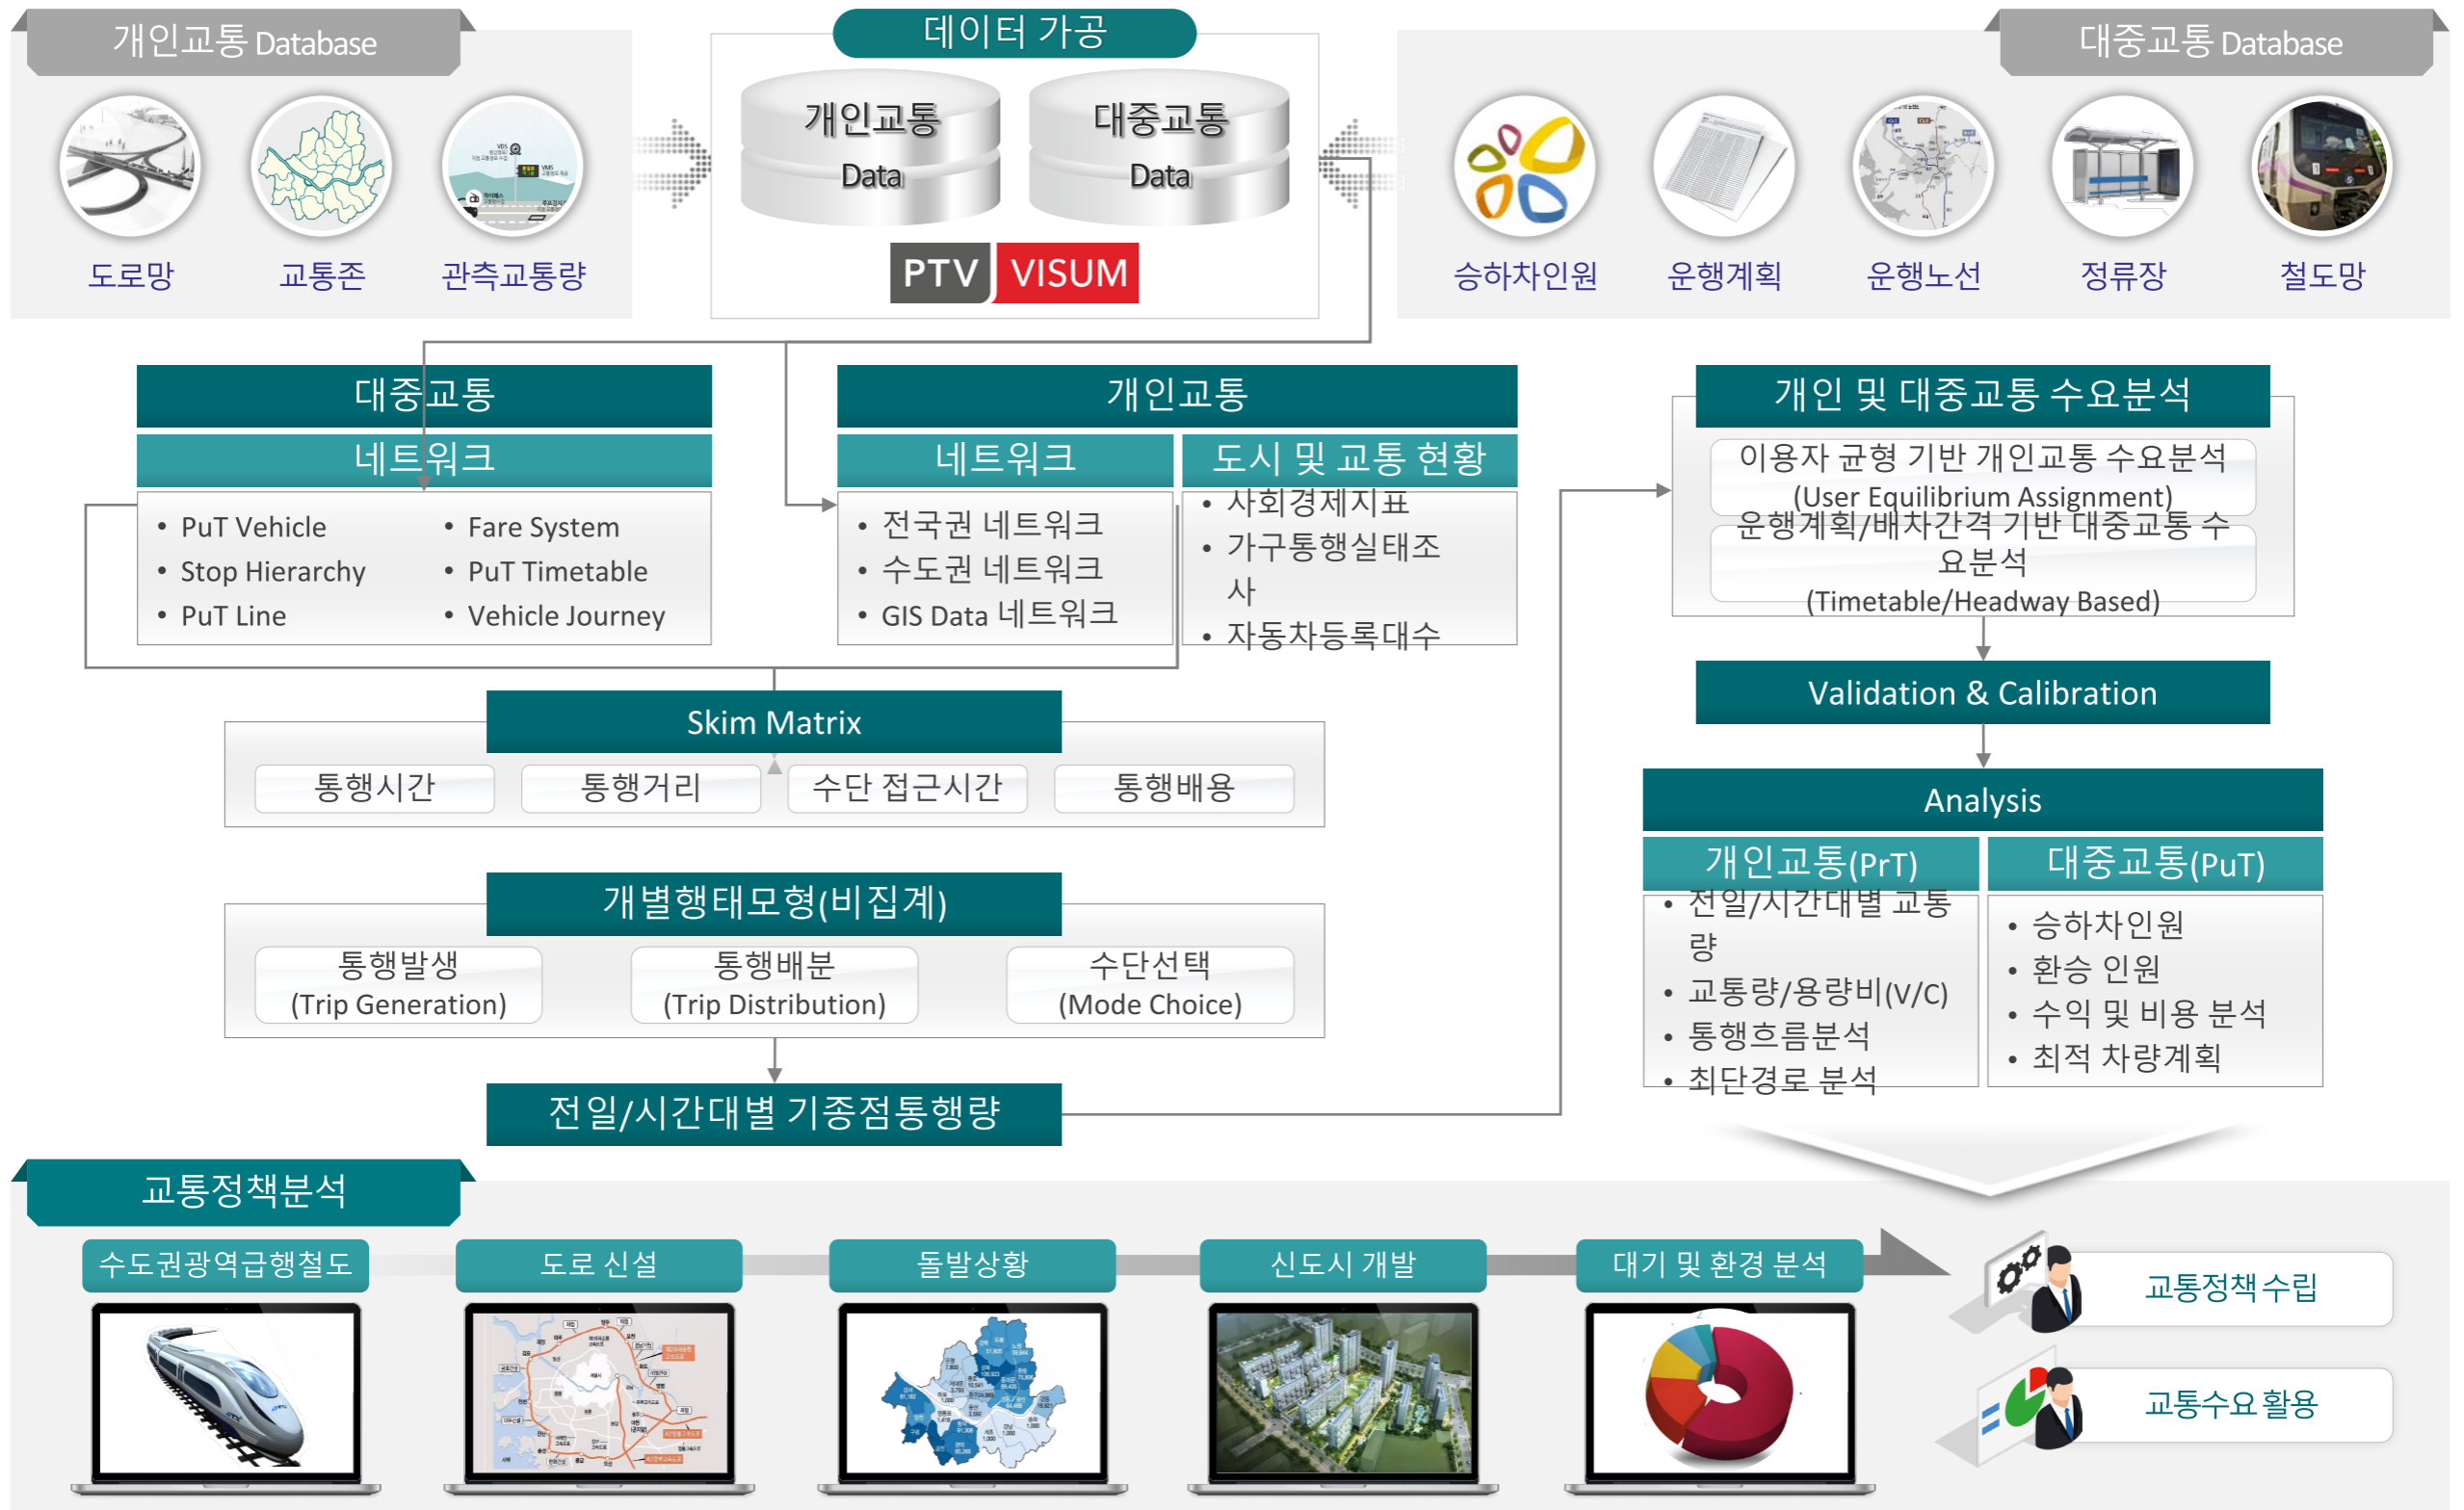 개인교통 Database
데이터 가공
대중교통 Database
개인교통
Data
대중교통
Data
PTV VISUM
VDS
VMS
도로망
교통존
관측교통량
승하차인원
운행계획
운행노선
정류장
철도망
대중교통
네트워크
• PuT Vehicle
• Stop Hierarchy
• PuT Line
• Fare System
• PuT Timetable
• Vehicle Journey
개인교통
네트워크
• 전국권 네트워크
• 수도권 네트워크
• GIS Data 네트워크
도시 및 교통 현황
• 사회경제지표
• 가구통행실태조
사
• 자동차등록대수
개인 및 대중교통 수요분석
이용자 균형 기반 개인교통 수요분석
(User Equilibrium Assignment)
운행계획/배차간격 기반 대중교통 수
요분석
(Timetable/Headway Based)
Validation & Calibration
Skim Matrix
통행시간
통행거리
수단 접근시간
통행배용
Analysis
개인교통(PrT)
• 전일/시간대별 교통
량
• 교통량/용량비(V/C)
• 통행흐름분석
• 최단경로 분석
대중교통(PuT)
• 승하차인원
• 환승 인원
• 수익 및 비용 분석
• 최적 차량계획
개별행태모형(비집계)
통행발생
(Trip Generation)
통행배분
(Trip Distribution)
수단선택
(Mode Choice)
전일/시간대별 기종점통행량
교통정책분석
수도권광역급행철도
도로 신설
돌발상황
신도시 개발
대기 및 환경 분석
교통정책 수립
교통수요 활용